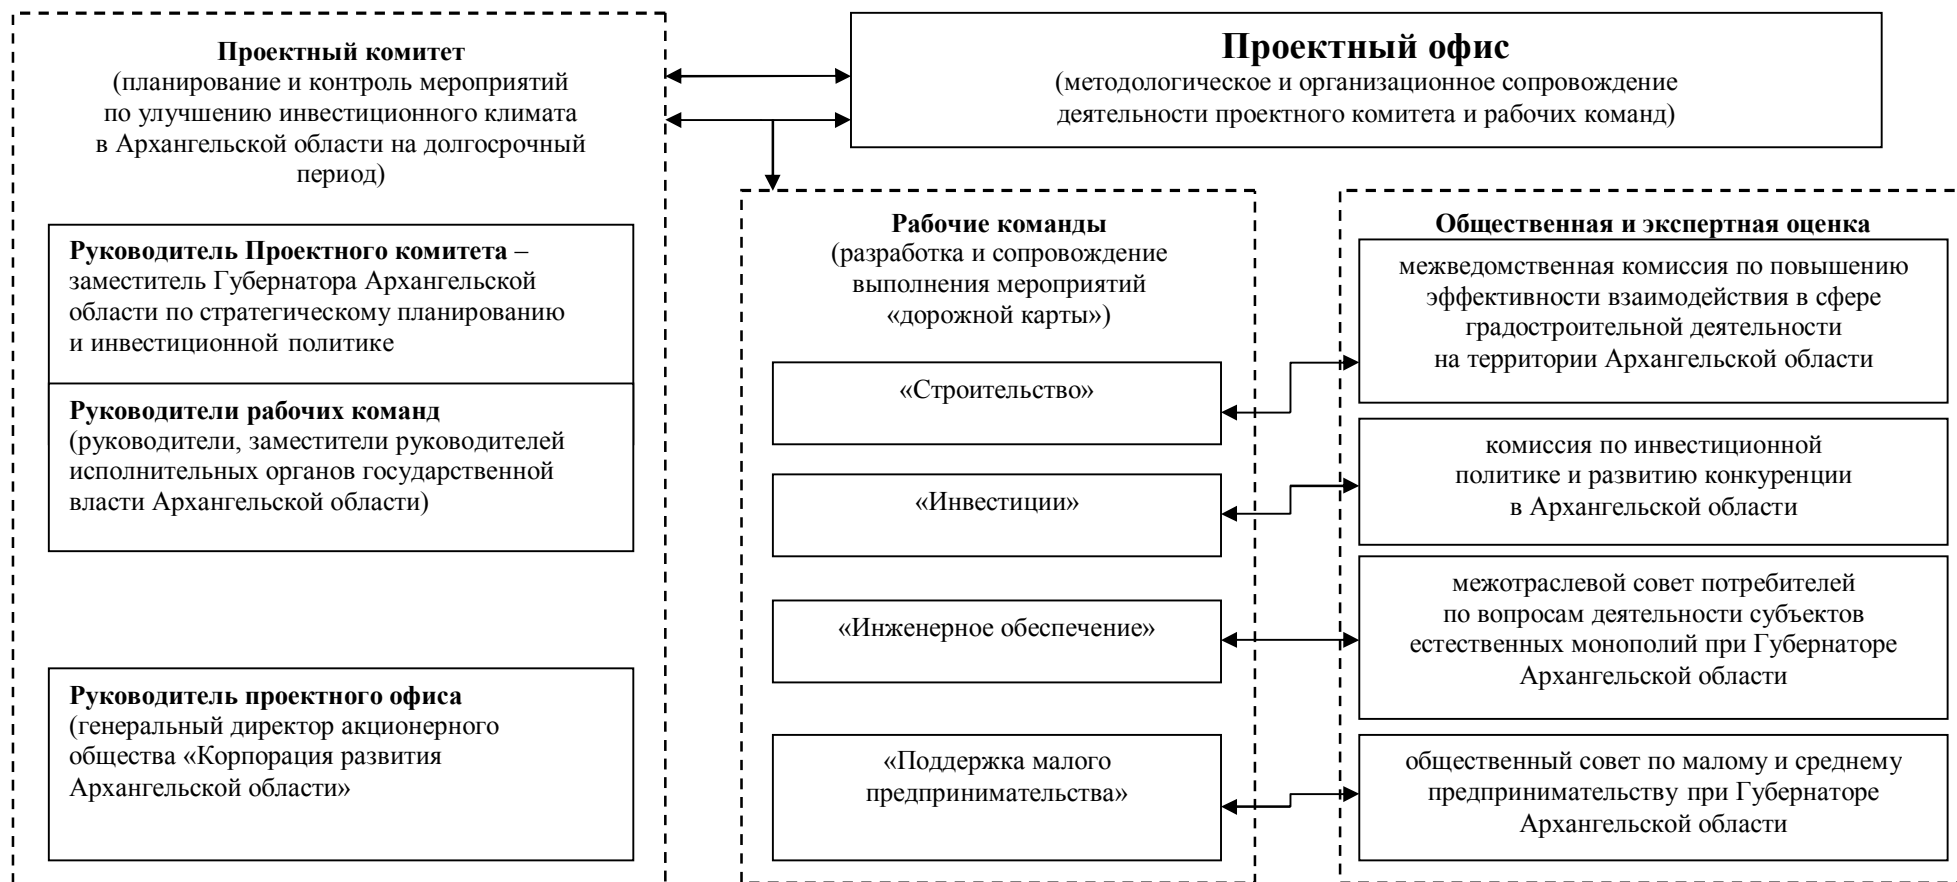 Проектный комитет
(планирование и контроль мероприятий
по улучшению инвестиционного климата
в Архангельской области на долгосрочный
период)
Руководитель Проектного комитета –
заместитель Губернатора Архангельской
области по стратегическому планированию
и инвестиционной политике
Руководители рабочих команд
(руководители, заместители руководителей
исполнительных органов государственной
власти Архангельской области)
Руководитель проектного офиса
(генеральный директор акционерного
общества «Корпорация развития
Архангельской области»
Проектный офис
(методологическое и организационное сопровождение
деятельности проектного комитета и рабочих команд)
Рабочие команды
(разработка и сопровождение
выполнения мероприятий
«дорожной карты»)
«Строительство»
«Инвестиции»
«Инженерное обеспечение»
«Поддержка малого
предпринимательства»
Общественная и экспертная оценка
межведомственная комиссия по повышению
эффективности взаимодействия в сфере
градостроительной деятельности
на территории Архангельской области
комиссия по инвестиционной
политике и развитию конкуренции
в Архангельской области
межотраслевой совет потребителей
по вопросам деятельности субъектов
естественных монополий при Губернаторе
Архангельской области
общественный совет по малому и среднему
предпринимательству при Губернаторе
Архангельской области